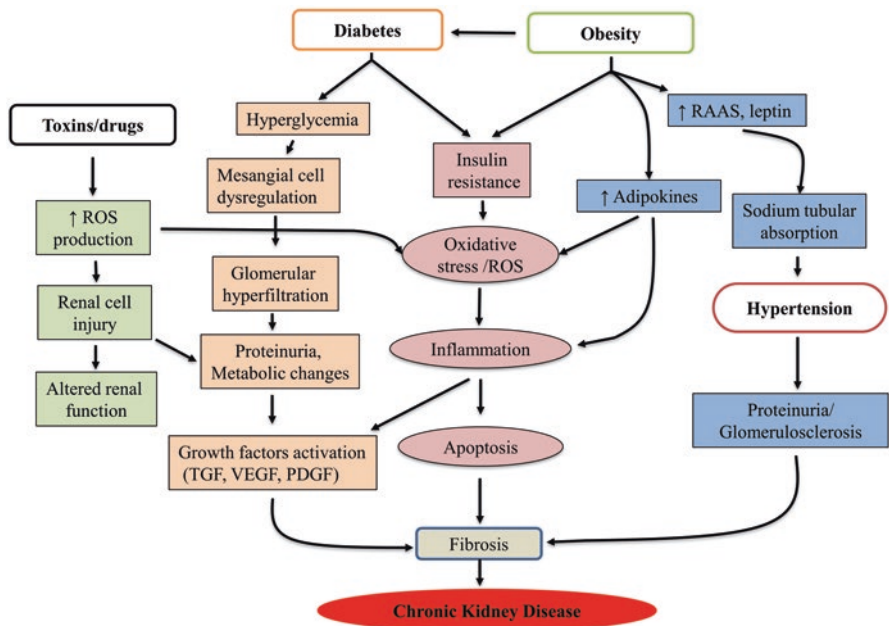 Diabetes
Obesity
Toxins/drugs
Hyperglycemia
↑ RAAS, leptin
Mesangial cell
dysregulation
Insulin
resistance
↑ Adipokines
↑ ROS
production
Sodium tubular
absorption
Oxidative
stress /ROS
Glomerular
hyperfiltration
Renal cell
injury
Hypertension
Proteinuria,
Metabolic changes
Inflammation
Altered renal
function
Proteinuria/
Glomerulosclerosis
Growth factors activation
(TGF, VEGF, PDGF)
Apoptosis
Fibrosis
Chronic Kidney Disease